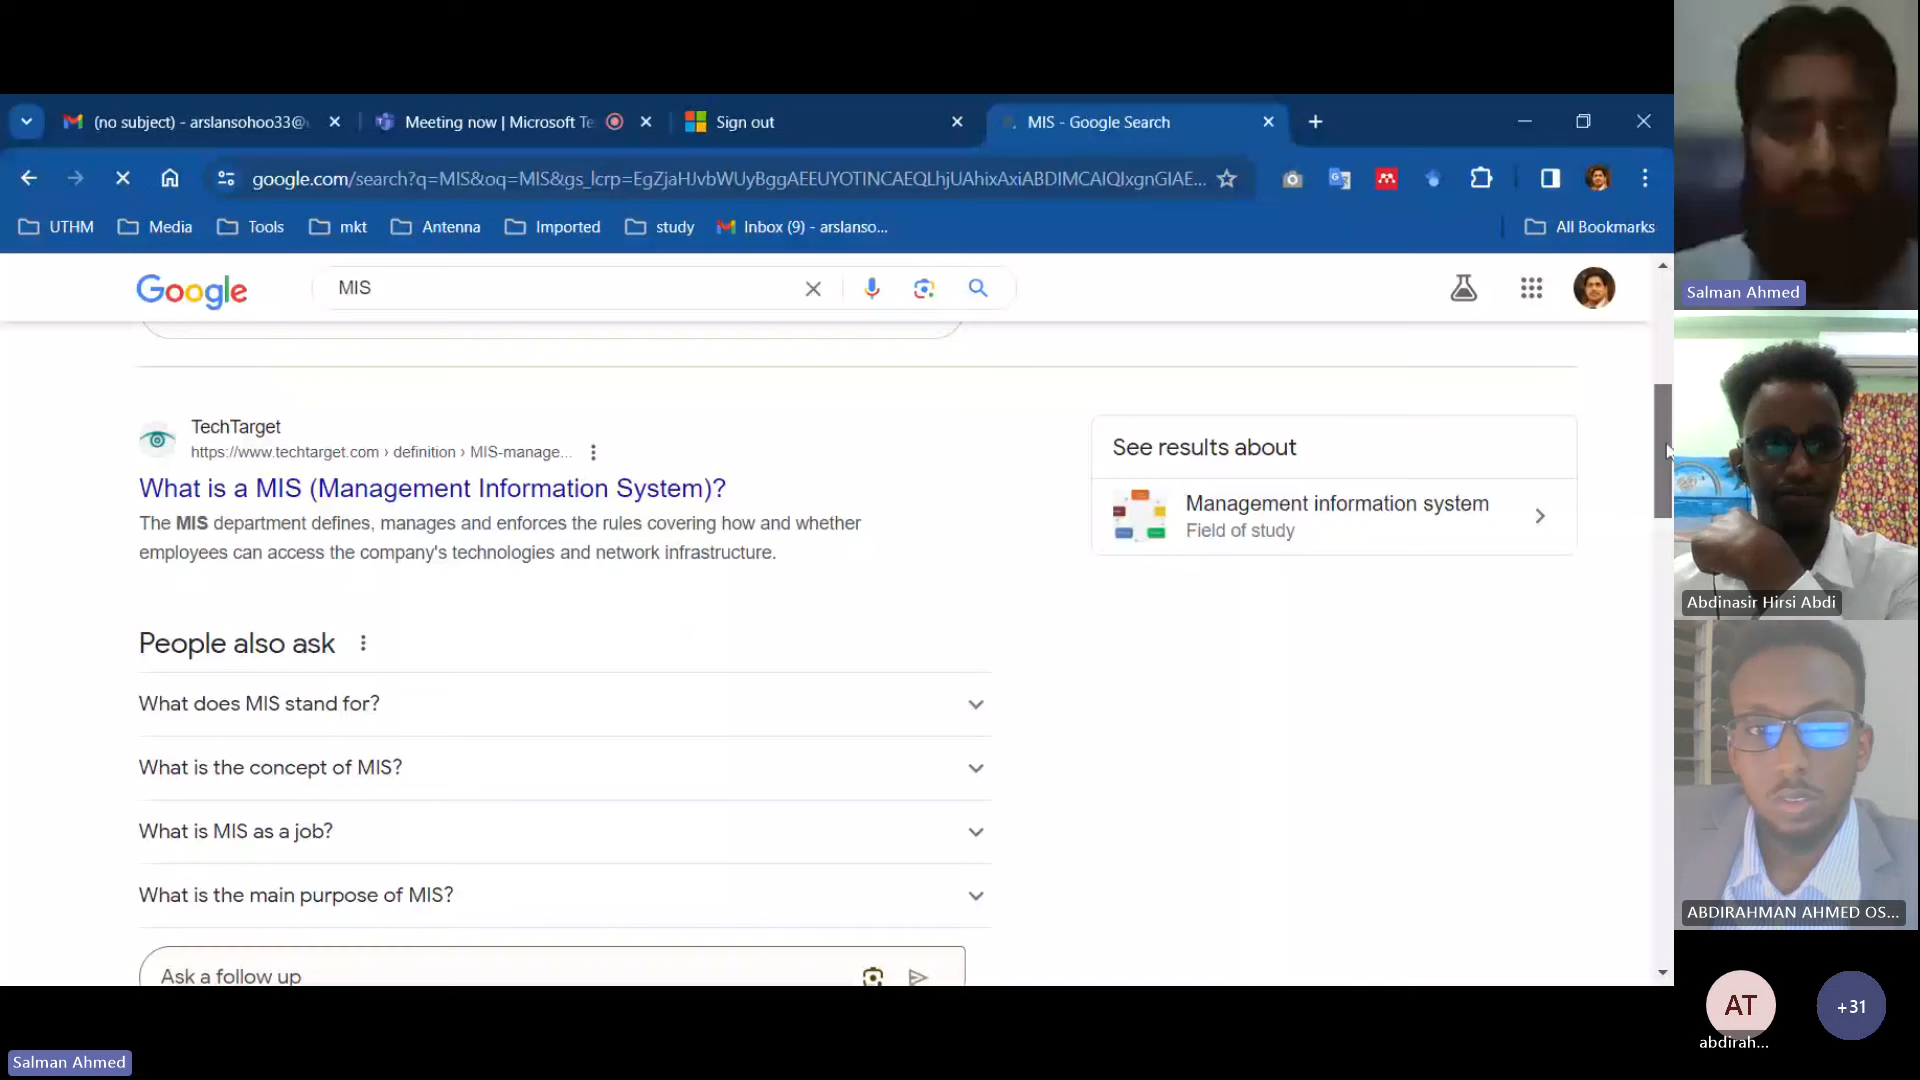 (no subject) - arslansohoo33@
Meeting now | Microsoft Te
Sign out
MIS - Google Search
google.com/search?q=MIS&oq=MIS&gs_lcrp=EgZjaHJvbWUyBggAEEUYOTINCAEQLhjUAhixAxiABDIMCAIQIxgnGIAE...
UTHM
Media
Tools
mkt
Antenna
Imported
study
Inbox (9) - arslanso...
All Bookmarks
Google
MIS
TechTarget
https://www.techtarget.com › definition › MIS-manage...
What is a MIS (Management Information System)?
The MIS department defines, manages and enforces the rules covering how and whether
employees can access the company's technologies and network infrastructure.
See results about
Management information system
Field of study
People also ask
What does MIS stand for?
What is the concept of MIS?
What is MIS as a job?
What is the main purpose of MIS?
Ask a follow up
Salman Ahmed
Abdinasir Hirsi Abdi
ABDIRAHMAN AHMED OS...
AT
abdirah...
+31
Salman Ahmed